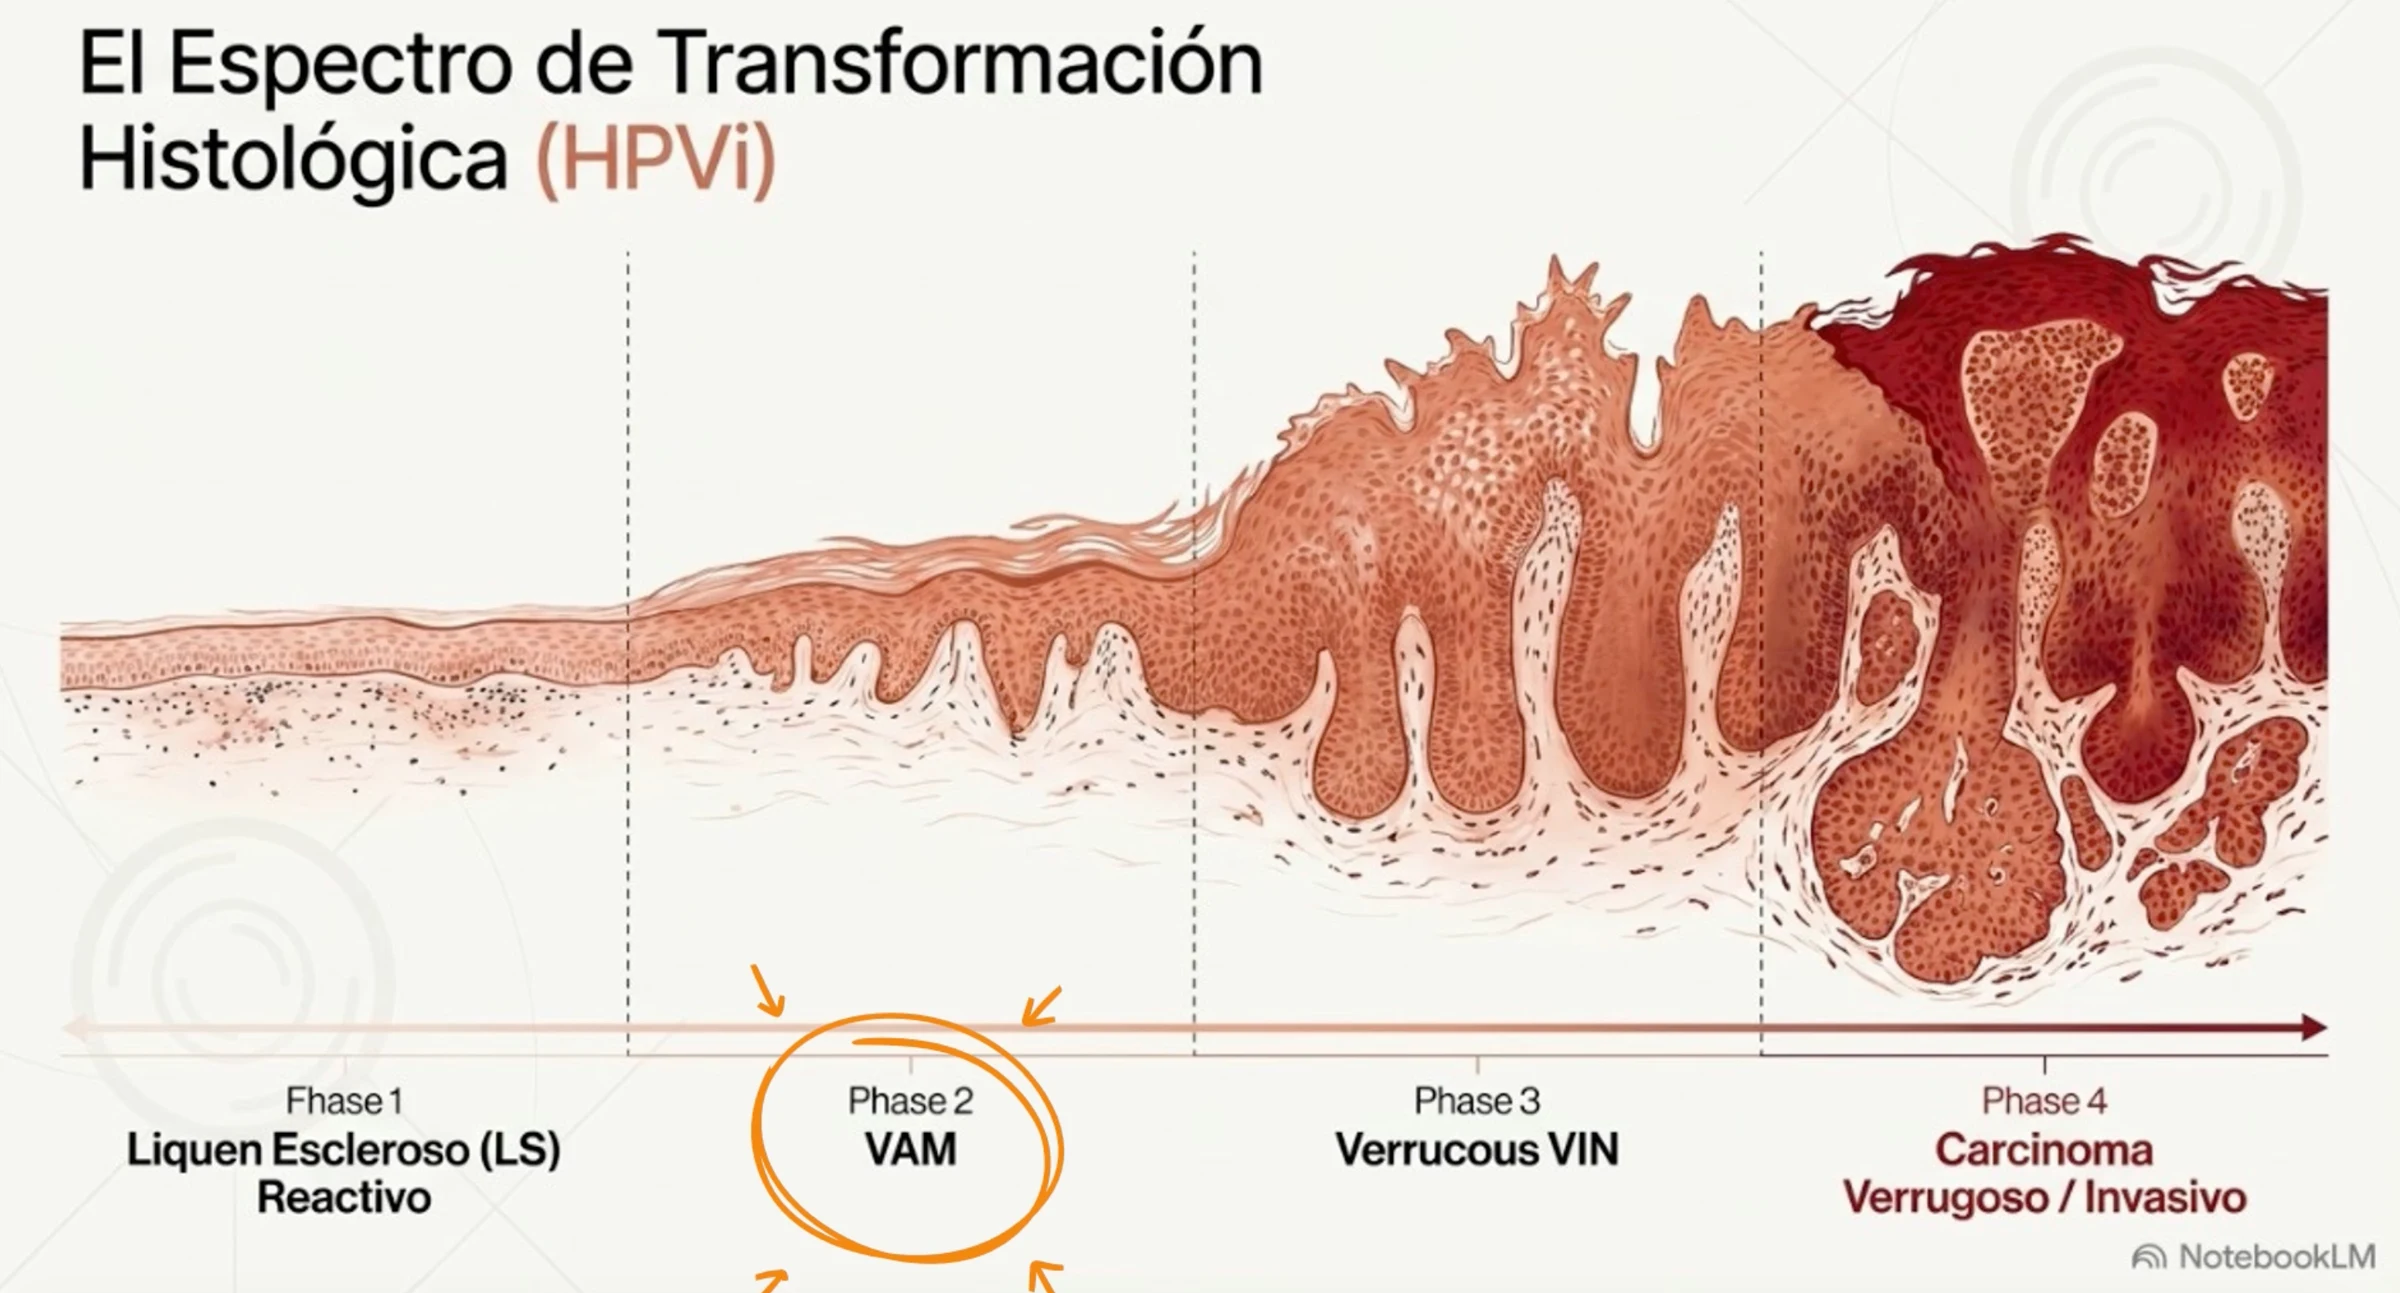 El Espectro de Transformación
Histológica (HPVi)
Fhase 1
Liquen Escleroso (LS)
Reactivo
Phase 2
VAM
Phase 3
Verrucous VIN
Phase 4
Carcinoma
Verrugoso / Invasivo
NotebookLM